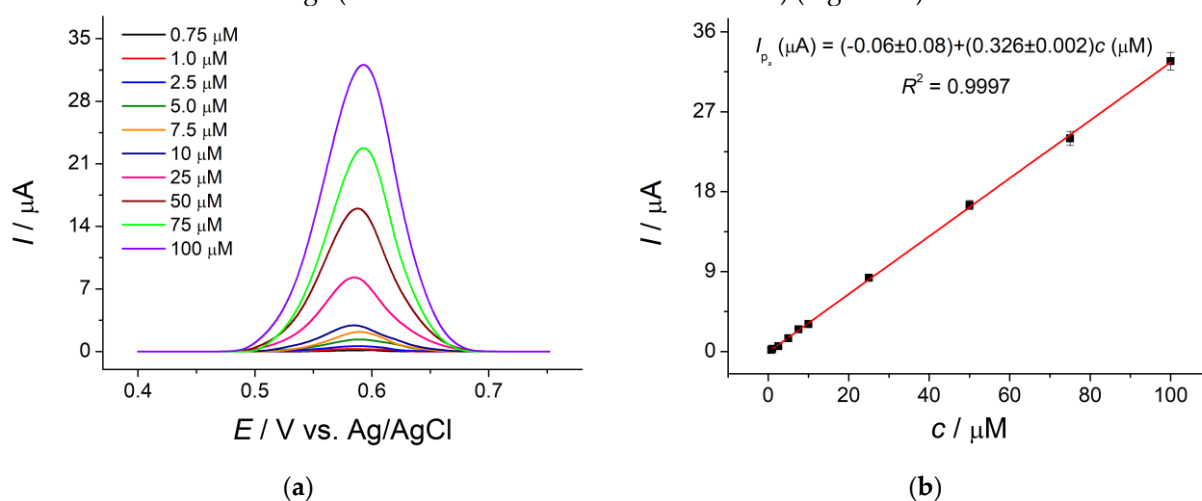 35
28
21
14
7
0
I / μA
0.75 μM
1.0 μM
2.5 μM
5.0 μM
7.5 μM
10 μM
25 μM
50 μM
75 μM
100 μM
0.4 0.5 0.6 0.7
E / V vs. Ag/AgCl
(a)
36
27
18
9
0
I / μA
I_pa (μA) = (-0.06±0.08)+(0.326±0.002)c (μM)
R² = 0.9997
0 20 40 60 80 100
c / μM
(b)